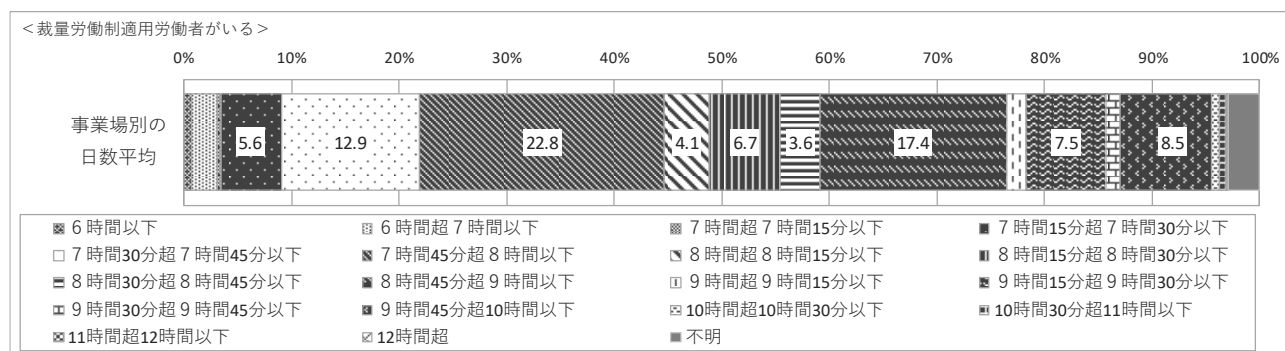 ＜裁量労働制適用労働者がいる＞
0% 10% 20% 30% 40% 50% 60% 70% 80% 90% 100%
事業場別の
日数平均
5.6 12.9 22.8 4.1 6.7 3.6 17.4 7.5 8.5
６時間以下 ６時間超７時間以下 ７時間超７時間15分以下 ７時間15分超７時間30分以下
７時間30分超７時間45分以下 ７時間45分超８時間以下 ８時間超８時間15分以下 ８時間15分超８時間30分以下
８時間30分超８時間45分以下 ８時間45分超９時間以下 ９時間超９時間15分以下 ９時間15分超９時間30分以下
９時間30分超９時間45分以下 ９時間45分超10時間以下 10時間超10時間30分以下 10時間30分超11時間以下
11時間超12時間以下 12時間超 不明